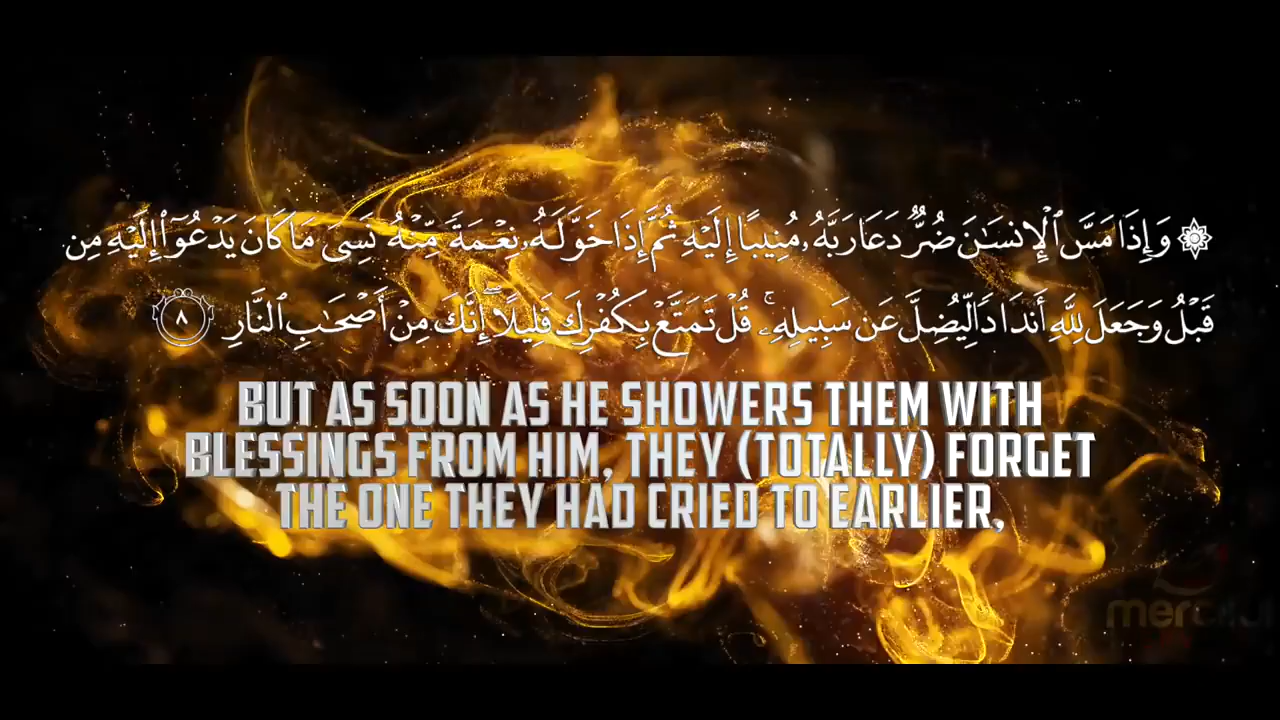 ۞ وَإِذَا مَسَّ ٱلْإِنسَـٰنَ ضُرٌّ دَعَا رَبَّهُۥ مُنِيبًا إِلَيْهِ ثُمَّ إِذَا خَوَّلَهُۥ نِعْمَةً مِّنْهُ نَسِىَ مَا كَانَ يَدْعُوٓا۟ إِلَيْهِ مِن
قَبْلُ وَجَعَلَ لِلَّهِ أَندَادًا لِّيُضِلَّ عَن سَبِيلِهِۦ ۚ قُلْ تَمَتَّعْ بِكُفْرِكَ قَلِيلًا ۖ إِنَّكَ مِنْ أَصْحَـٰبِ ٱلنَّارِ ٨
BUT AS SOON AS HE SHOWERS THEM WITH
BLESSINGS FROM HIM, THEY (TOTALLY) FORGET
THE ONE THEY HAD CRIED TO EARLIER,